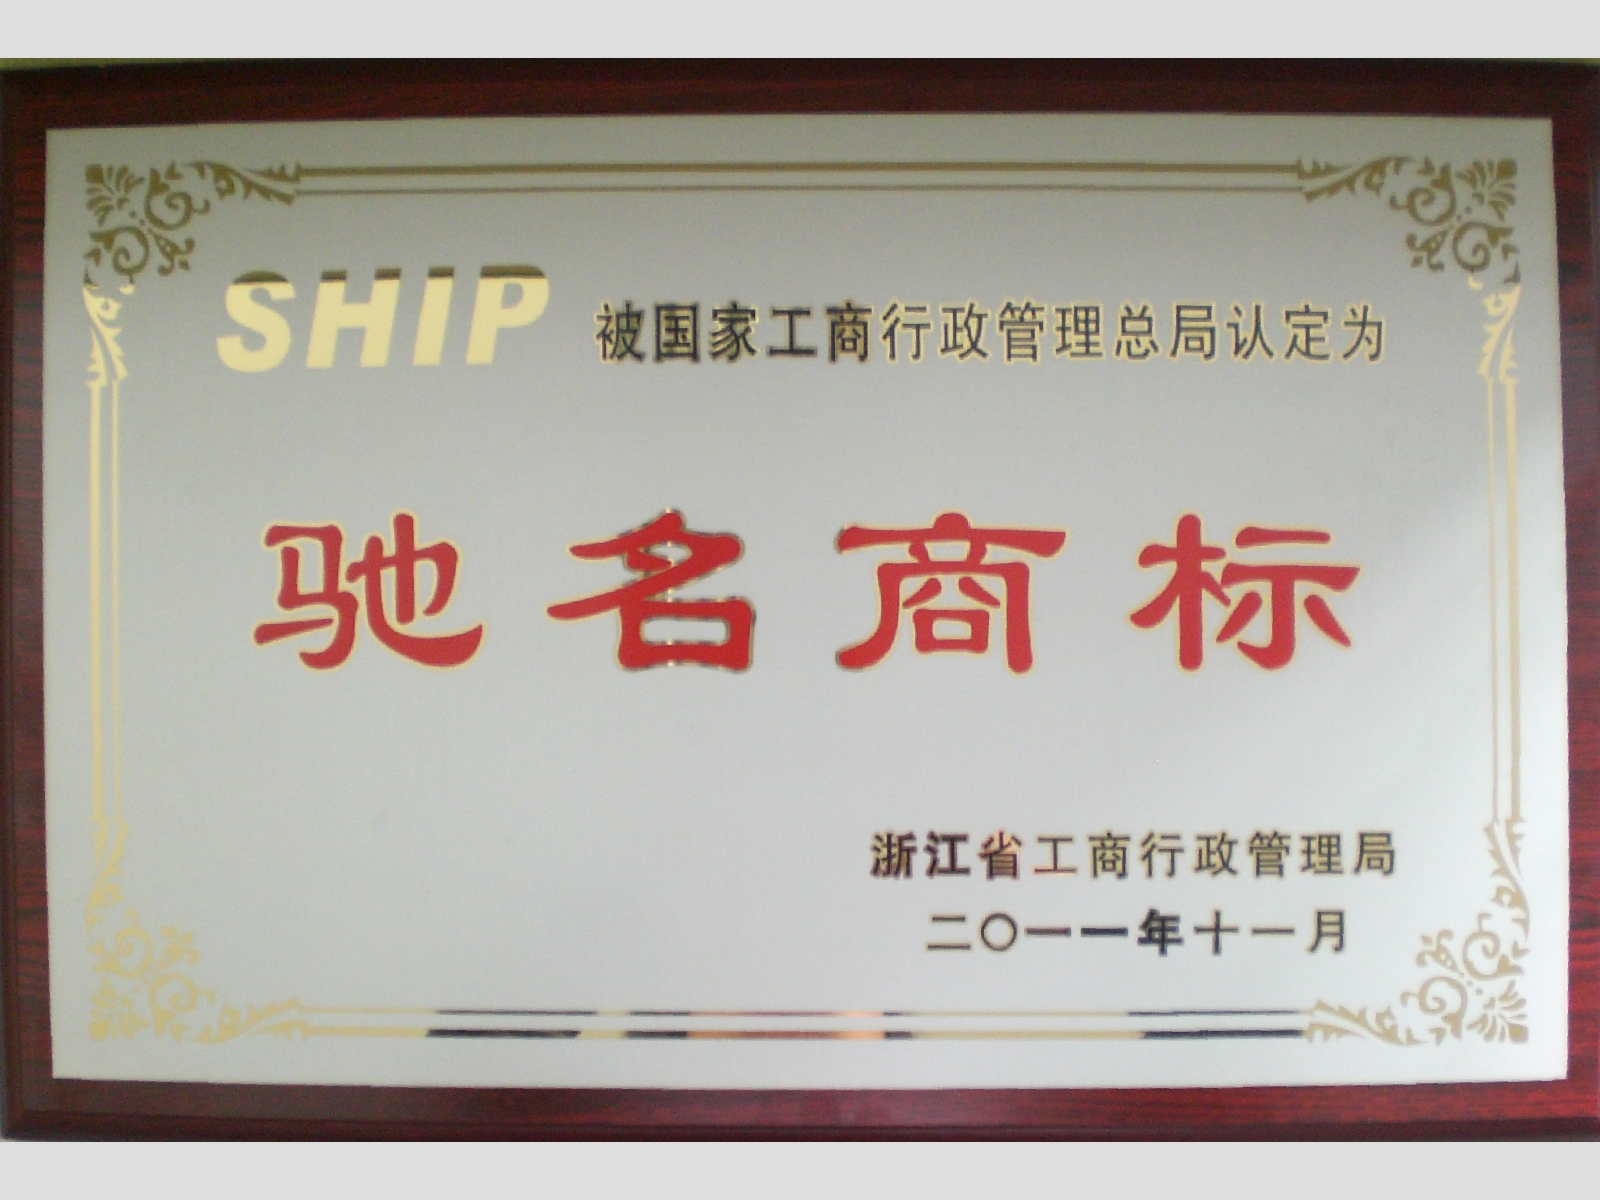 SHIP 被国家工商行政管理总局认定为
驰名商标
浙江省工商行政管理局
二〇一一年十一月